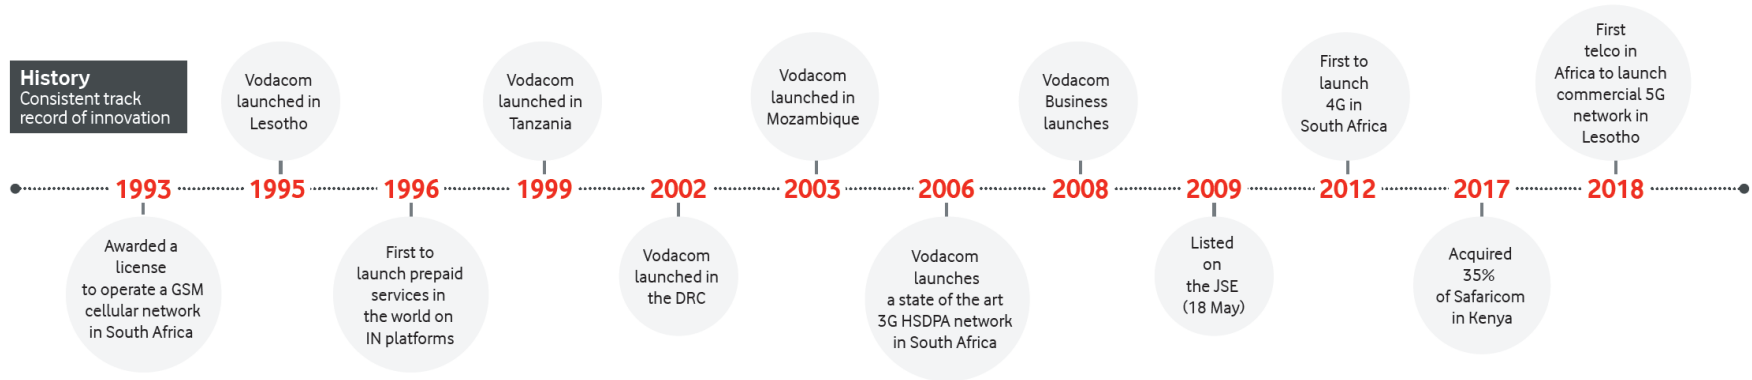 History
Consistent track
record of innovation
1993
Awarded a
license
to operate a GSM
cellular network
in South Africa
1995
Vodacom
launched in
Lesotho
1996
First to
launch prepaid
services in
the world on
IN platforms
1999
Vodacom
launched in
Tanzania
2002
Vodacom
launched in
the DRC
2003
Vodacom
launched in
Mozambique
2006
Vodacom
launches
a state of the art
3G HSDPA network
in South Africa
2008
Vodacom
Business
launches
2009
Listed
on
the JSE
(18 May)
2012
First to
launch
4G in
South Africa
2017
Acquired
35%
of Safaricom
in Kenya
2018
First
telco in
Africa to launch
commercial 5G
network in
Lesotho